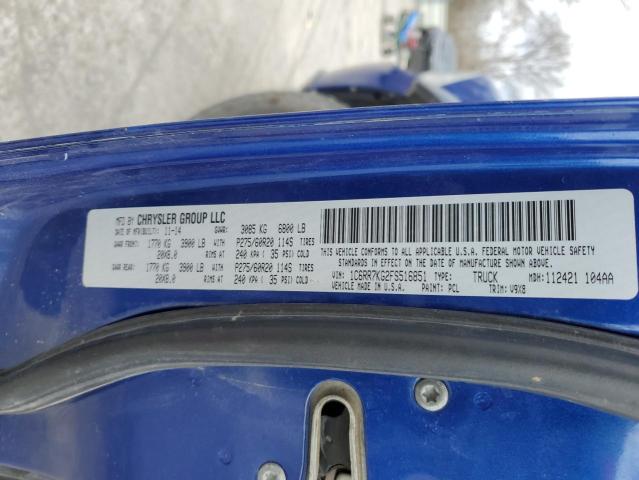 MFD BY CHRYSLER GROUP LLC
DATE OF MFR(BUILT): 11-14 GVWR: 3085 KG 6800 LB
GAWR FRONT: 1770 KG 3900 LB WITH P275/60R20 114S TIRES
20X8.0 RIMS AT 240 KPA ( 35 PSI) COLD
GAWR REAR: 1770 KG 3900 LB WITH P275/60R20 114S TIRES
20X8.0 RIMS AT 240 KPA ( 35 PSI) COLD
THIS VEHICLE CONFORMS TO ALL APPLICABLE U.S.A. FEDERAL MOTOR VEHICLE SAFETY
STANDARDS IN EFFECT ON THE DATE OF MANUFACTURE SHOWN ABOVE.
VIN: 1C6RR7KG2FS516851 TYPE: TRUCK MDH: 112421 104AA
VEHICLE MADE IN U.S.A. PAINT: PCL TRIM: V9X8